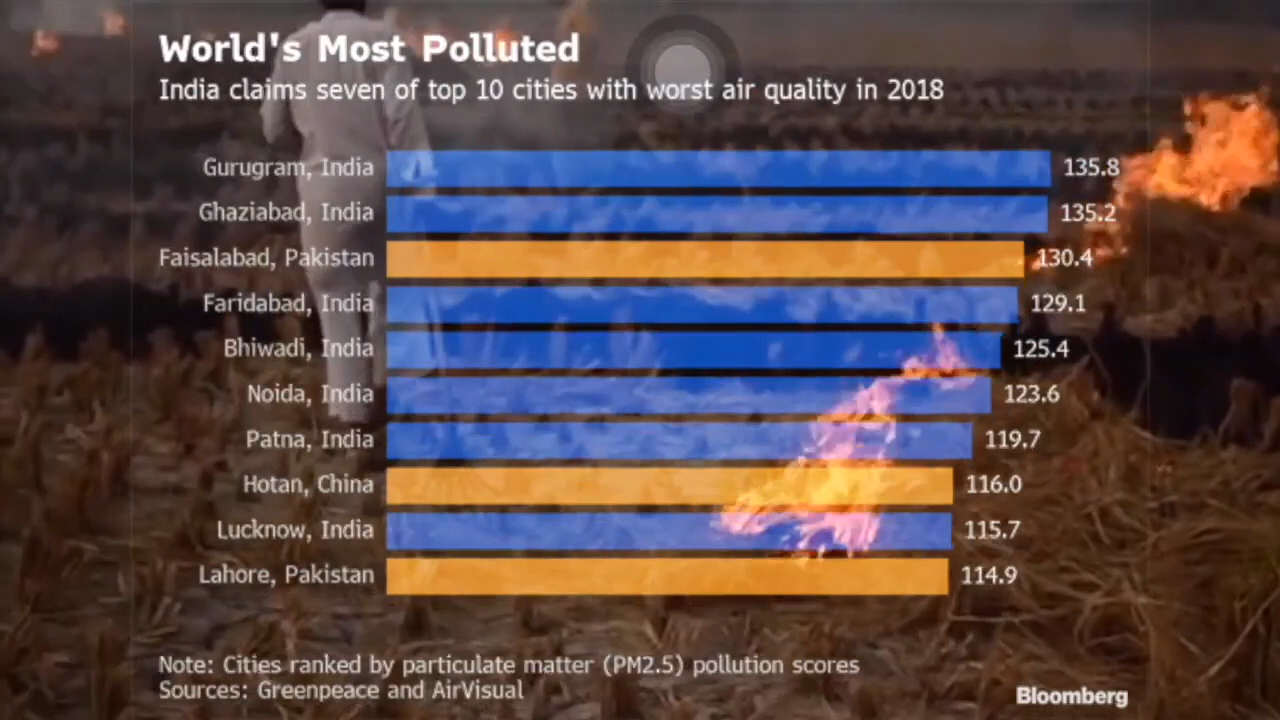 World's Most Polluted
India claims seven of top 10 cities with worst air quality in 2018
Gurugram, India 135.8
Ghaziabad, India 135.2
Faisalabad, Pakistan 130.4
Faridabad, India 129.1
Bhiwadi, India 125.4
Noida, India 123.6
Patna, India 119.7
Hotan, China 116.0
Lucknow, India 115.7
Lahore, Pakistan 114.9
Note: Cities ranked by particulate matter (PM2.5) pollution scores
Sources: Greenpeace and AirVisual
Bloomberg